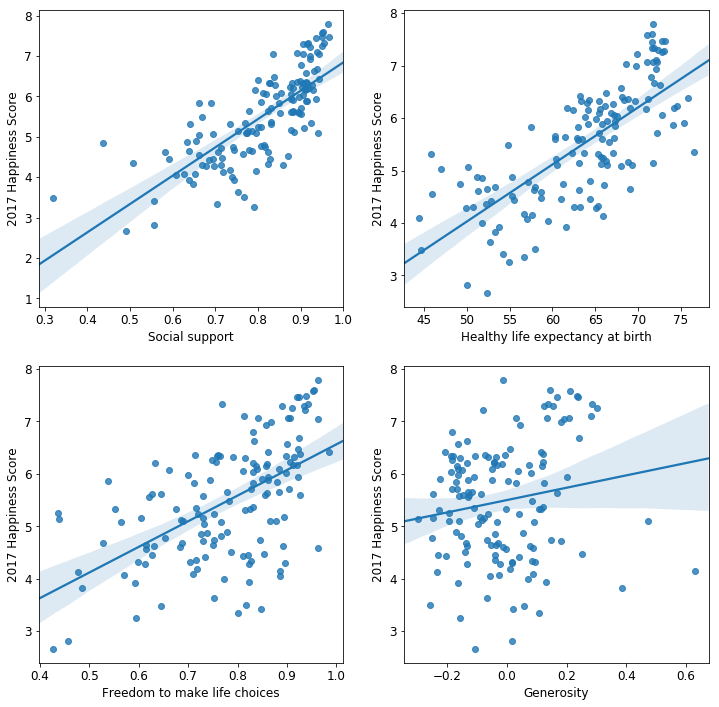 8
7
6
5
4
3
2
1
2017 Happiness Score
0.3 0.4 0.5 0.6 0.7 0.8 0.9 1.0
Social support
8
7
6
5
4
3
2017 Happiness Score
45 50 55 60 65 70 75
Healthy life expectancy at birth
8
7
6
5
4
3
2017 Happiness Score
0.4 0.5 0.6 0.7 0.8 0.9 1.0
Freedom to make life choices
8
7
6
5
4
3
2017 Happiness Score
−0.2 0.0 0.2 0.4 0.6
Generosity